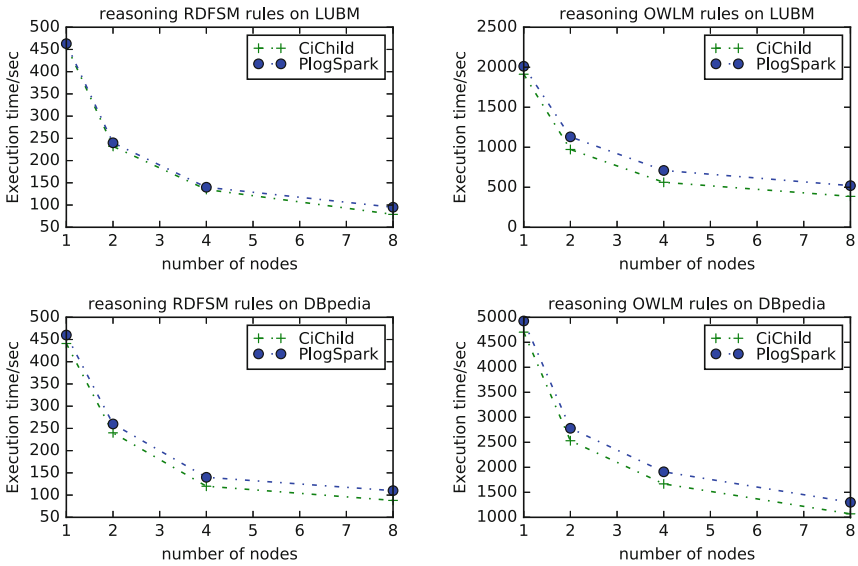 reasoning RDFSM rules on LUBM
Execution time/sec
500
450
400
350
300
250
200
150
100
50
CiChild
PlogSpark
1 2 3 4 5 6 7 8
number of nodes
reasoning OWLM rules on LUBM
Execution time/sec
2500
2000
1500
1000
500
0
CiChild
PlogSpark
1 2 3 4 5 6 7 8
number of nodes
reasoning RDFSM rules on DBpedia
Execution time/sec
500
450
400
350
300
250
200
150
100
50
CiChild
PlogSpark
1 2 3 4 5 6 7 8
number of nodes
reasoning OWLM rules on DBpedia
Execution time/sec
5000
4500
4000
3500
3000
2500
2000
1500
1000
CiChild
PlogSpark
1 2 3 4 5 6 7 8
number of nodes